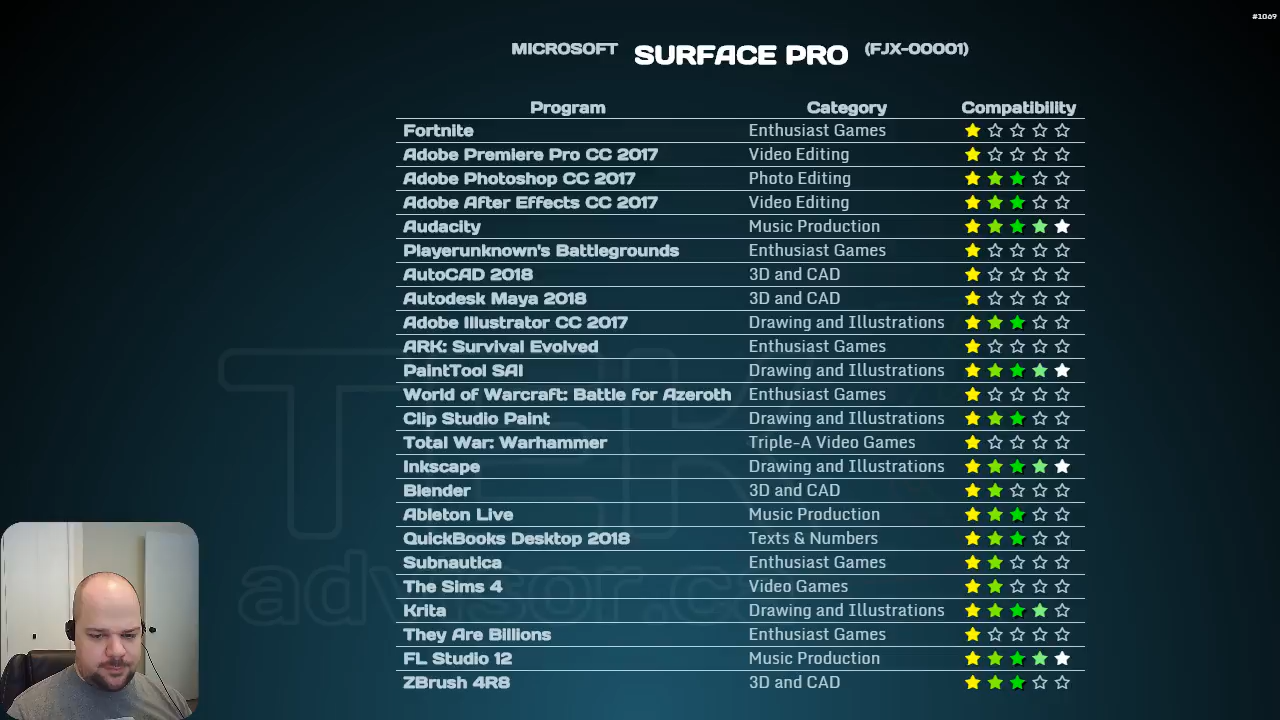 #1069
MICROSOFT SURFACE PRO (FJX-00001)
Program Category Compatibility
Fortnite Enthusiast Games
Adobe Premiere Pro CC 2017 Video Editing
Adobe Photoshop CC 2017 Photo Editing
Adobe After Effects CC 2017 Video Editing
Audacity Music Production
Playerunknown's Battlegrounds Enthusiast Games
AutoCAD 2018 3D and CAD
Autodesk Maya 2018 3D and CAD
Adobe Illustrator CC 2017 Drawing and Illustrations
ARK: Survival Evolved Enthusiast Games
PaintTool SAI Drawing and Illustrations
World of Warcraft: Battle for Azeroth Enthusiast Games
Clip Studio Paint Drawing and Illustrations
Total War: Warhammer Triple-A Video Games
Inkscape Drawing and Illustrations
Blender 3D and CAD
Ableton Live Music Production
QuickBooks Desktop 2018 Texts & Numbers
Subnautica Enthusiast Games
The Sims 4 Video Games
Krita Drawing and Illustrations
They Are Billions Enthusiast Games
FL Studio 12 Music Production
ZBrush 4R8 3D and CAD